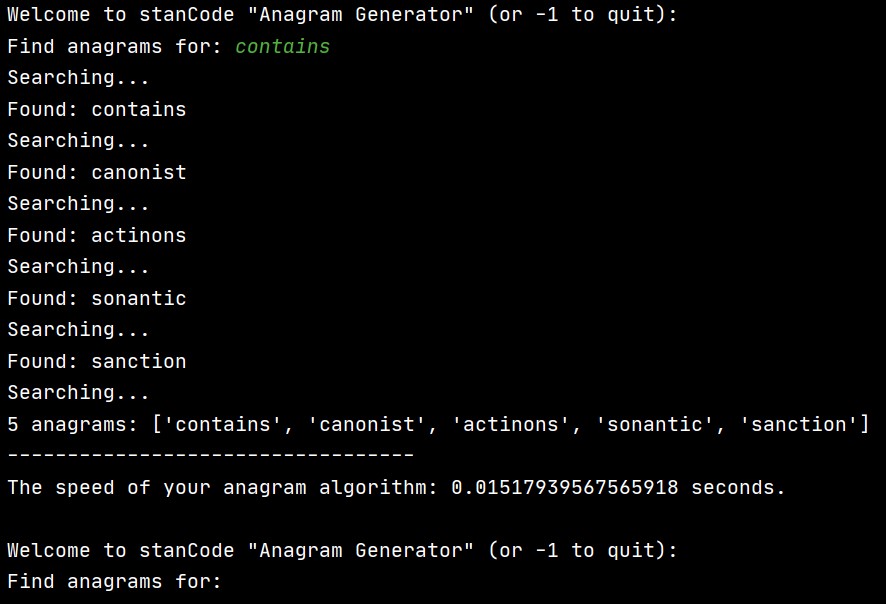 Welcome to stanCode "Anagram Generator" (or -1 to quit):
Find anagrams for: contains
Searching...
Found: contains
Searching...
Found: canonist
Searching...
Found: actinons
Searching...
Found: sonantic
Searching...
Found: sanction
Searching...
5 anagrams: ['contains', 'canonist', 'actinons', 'sonantic', 'sanction']
----------------------------------
The speed of your anagram algorithm: 0.01517939567565918 seconds.
Welcome to stanCode "Anagram Generator" (or -1 to quit):
Find anagrams for: